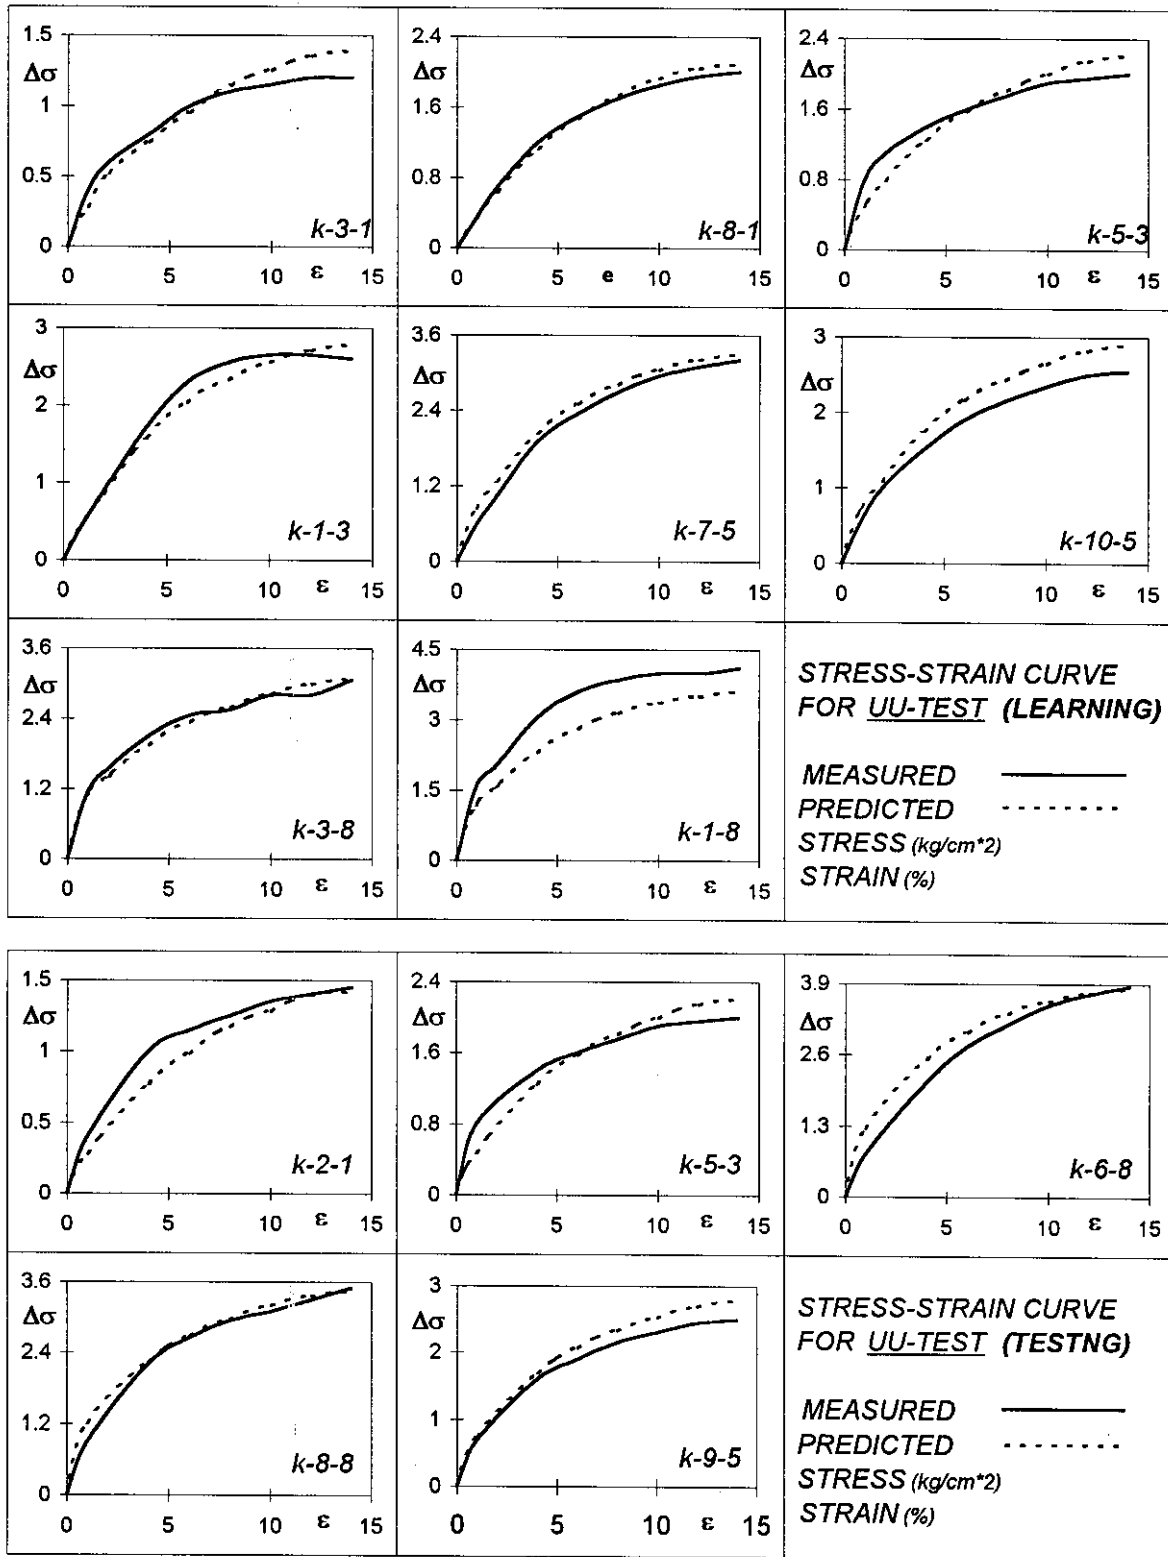 1.5
Δσ
1
0.5
0
k-3-1
0 5 ε 10 15
2.4
Δσ
1.6
0.8
0
k-8-1
0 5 e 10 15
2.4
Δσ
1.6
0.8
0
k-5-3
0 5 10 ε 15
3
Δσ
2
1
0
k-1-3
0 5 10 ε 15
3.6
Δσ
2.4
1.2
0
k-7-5
0 5 10 ε 15
3
Δσ
2
1
0
k-10-5
0 5 10 ε 15
3.6
Δσ
2.4
1.2
0
k-3-8
0 5 10 ε 15
4.5
Δσ
3
1.5
0
k-1-8
0 5 10 ε 15
STRESS-STRAIN CURVE
FOR UU-TEST (LEARNING)
MEASURED
PREDICTED
STRESS (kg/cm*2)
STRAIN (%)
1.5
Δσ
1
0.5
0
k-2-1
0 5 10 ε 15
2.4
Δσ
1.6
0.8
0
k-5-3
0 5 10 ε 15
3.9
Δσ
2.6
1.3
0
k-6-8
0 5 10 ε 15
3.6
Δσ
2.4
1.2
0
k-8-8
0 5 10 ε 15
3
Δσ
2
1
0
k-9-5
0 5 10 ε 15
STRESS-STRAIN CURVE
FOR UU-TEST (TESTNG)
MEASURED
PREDICTED
STRESS (kg/cm*2)
STRAIN (%)